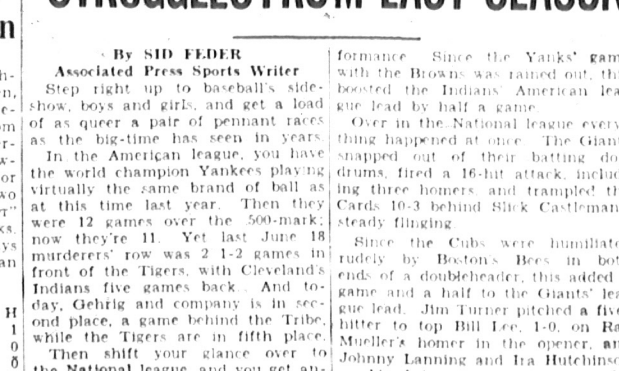 By SID FEDER
Associated Press Sports Writer
Step right up to baseball's side-
show, boys and girls, and get a load
of as queer a pair of pennant races
as the big-time has seen in years.
In the American league, you have
the world champion Yankees playing
virtually the same brand of ball as
at this time last year. Then they
were 12 games over the 500-mark;
now they're 11. Yet last June 18
murderers' row was 2 1-2 games in
front of the Tigers, with Cleveland's
Indians five games back. And to-
day, Gehrig and company is in sec-
ond place, a game behind the Tribe,
while the Tigers are in fifth place.
Then shift your glance over to
the National league and you get an-
formance Since the Yanks' gam
with the Browns was rained out, thi
boosted the Indians' American lea
gue lead by half a game.
Over in the National league every
thing happened at once. The Giant
snapped out of their batting dol
drums, fired a 16-hit attack, includ
ing three homers, and trampled th
Cards 10-3 behind Slick Castleman
steady flinging.
Since the Cubs were humiliate
rudely by Boston's Bees in bot
ends of a doubleheader, this added
game and a half to the Giants' lea
gue lead. Jim Turner pitched a five
hitter to top Bill Lee, 1-0, on Ra
Mueller's homer in the opener, an
Johnny Lanning and Ira Hutchinso